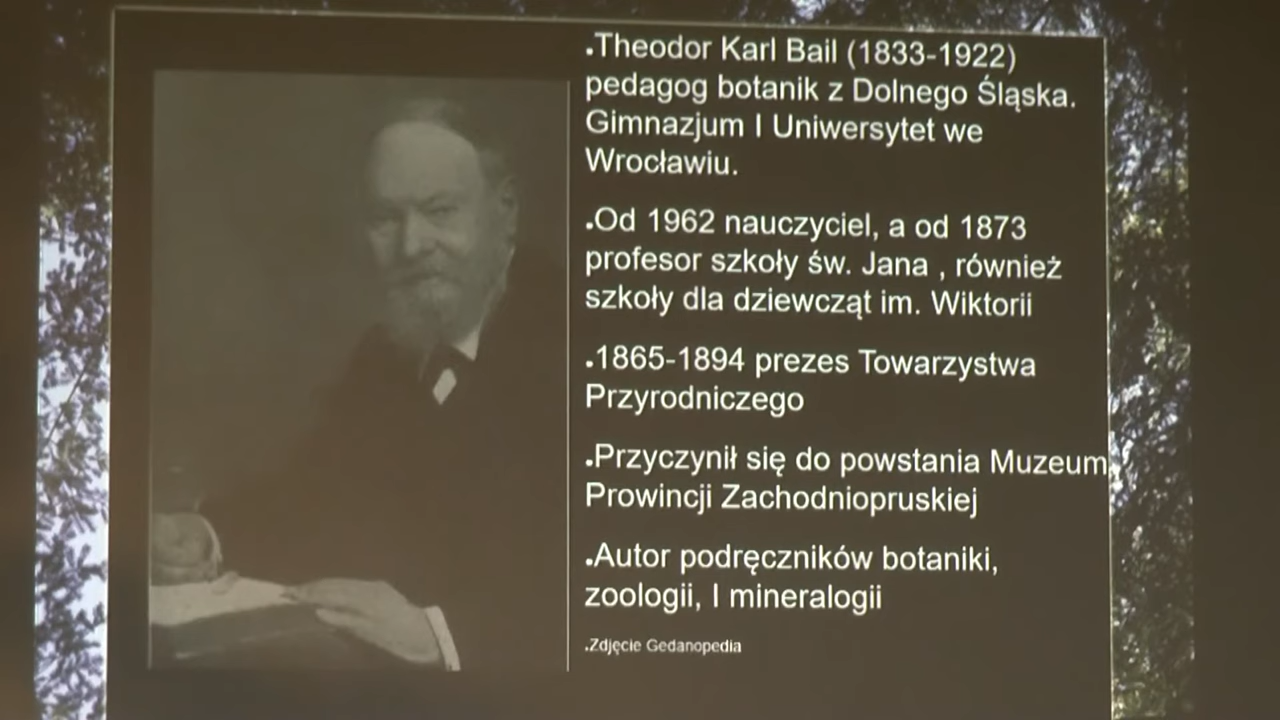 .Theodor Karl Bail (1833-1922)
pedagog botanik z Dolnego Śląska.
Gimnazjum I Uniwersytet we
Wrocławiu.
.Od 1962 nauczyciel, a od 1873
profesor szkoły św. Jana , również
szkoły dla dziewcząt im. Wiktorii
.1865-1894 prezes Towarzystwa
Przyrodniczego
.Przyczynił się do powstania Muzeum
Prowincji Zachodniopruskiej
.Autor podręczników botaniki,
zoologii, I mineralogii
.Zdjęcie Gedanopedia